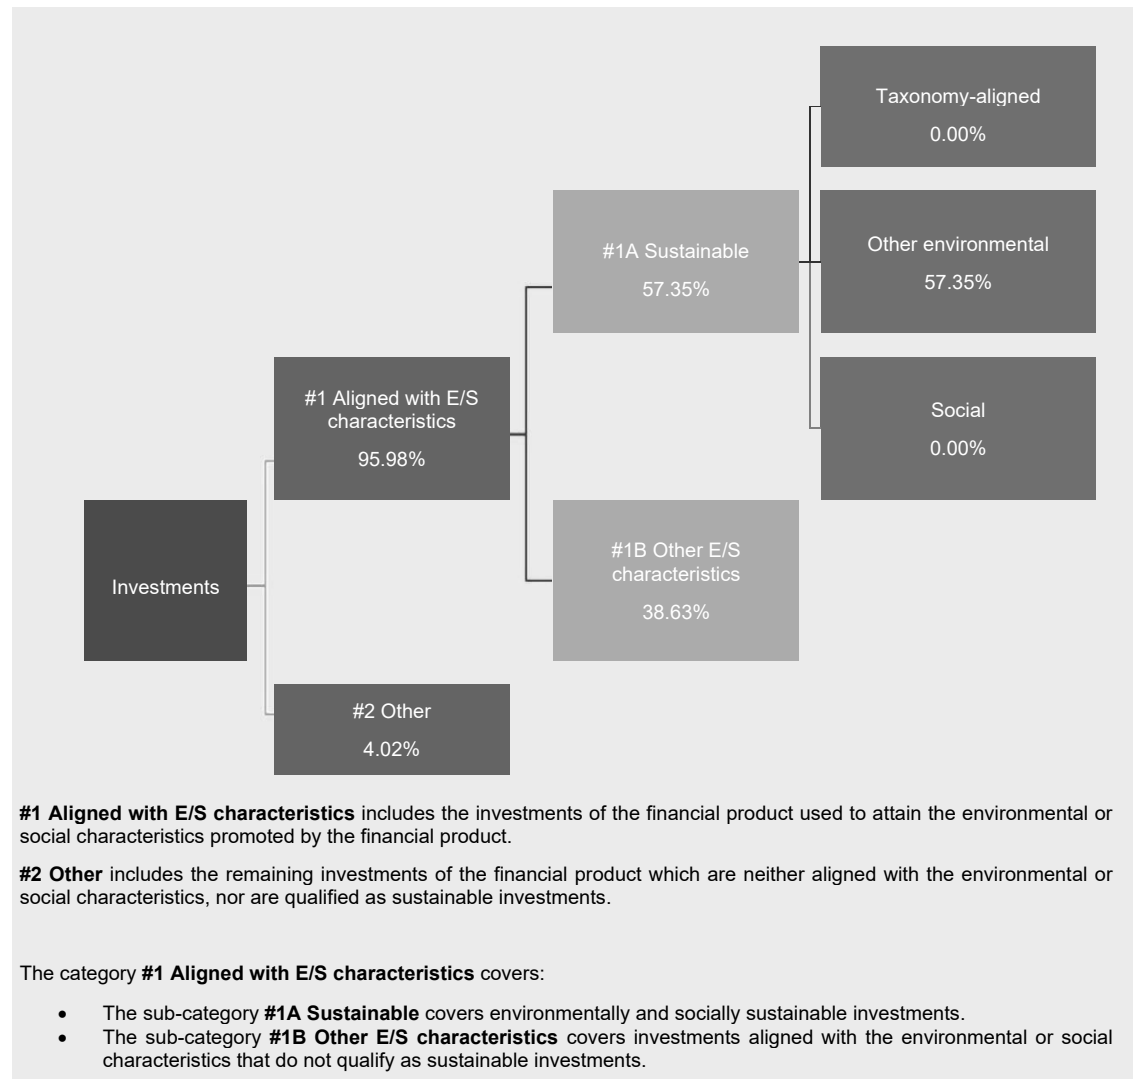 Taxonomy-aligned
0.00%
#1A Sustainable
57.35%
Other environmental
57.35%
#1 Aligned with E/S
characteristics
95.98%
Social
0.00%
Investments
#1B Other E/S
characteristics
38.63%
#2 Other
4.02%
#1 Aligned with E/S characteristics includes the investments of the financial product used to attain the environmental or
social characteristics promoted by the financial product.
#2 Other includes the remaining investments of the financial product which are neither aligned with the environmental or
social characteristics, nor are qualified as sustainable investments.
The category #1 Aligned with E/S characteristics covers:
• The sub-category #1A Sustainable covers environmentally and socially sustainable investments.
• The sub-category #1B Other E/S characteristics covers investments aligned with the environmental or social
characteristics that do not qualify as sustainable investments.